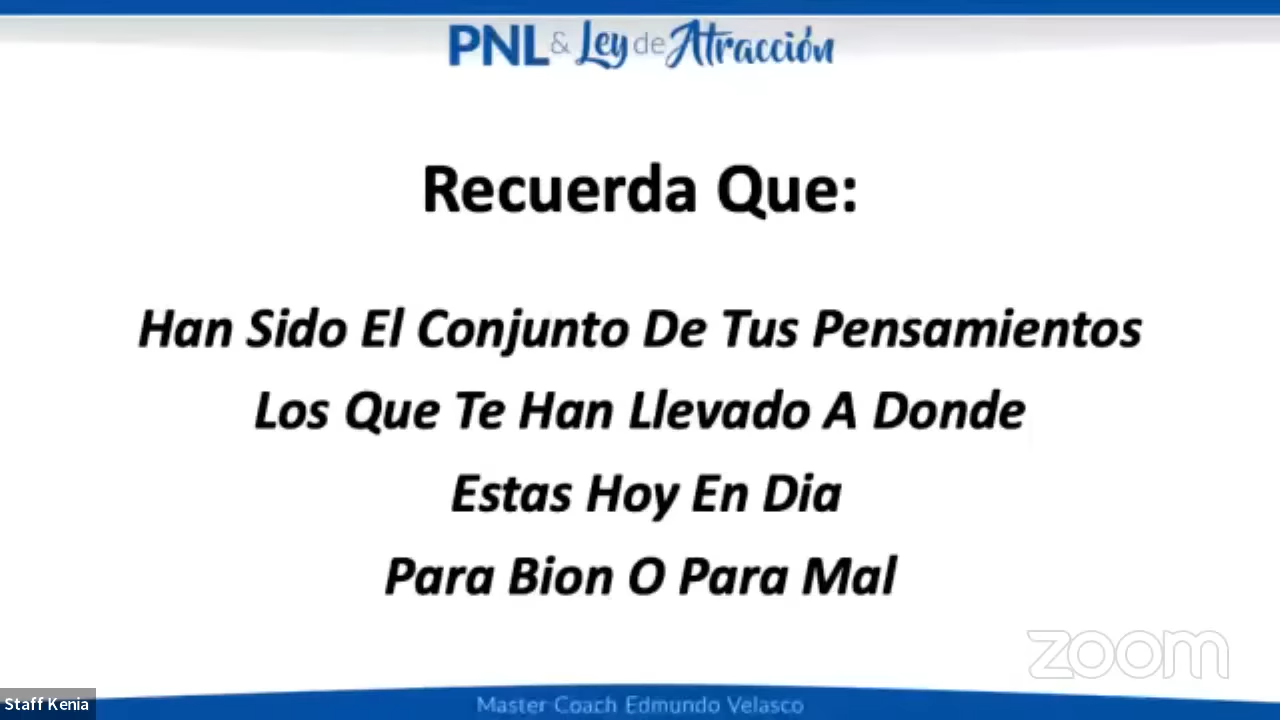 PNL & Ley de Atracción
Recuerda Que:
Han Sido El Conjunto De Tus Pensamientos
Los Que Te Han Llevado A Donde
Estas Hoy En Dia
Para Bion O Para Mal
zoom
Staff Kenia
Master Coach Edmundo Velasco